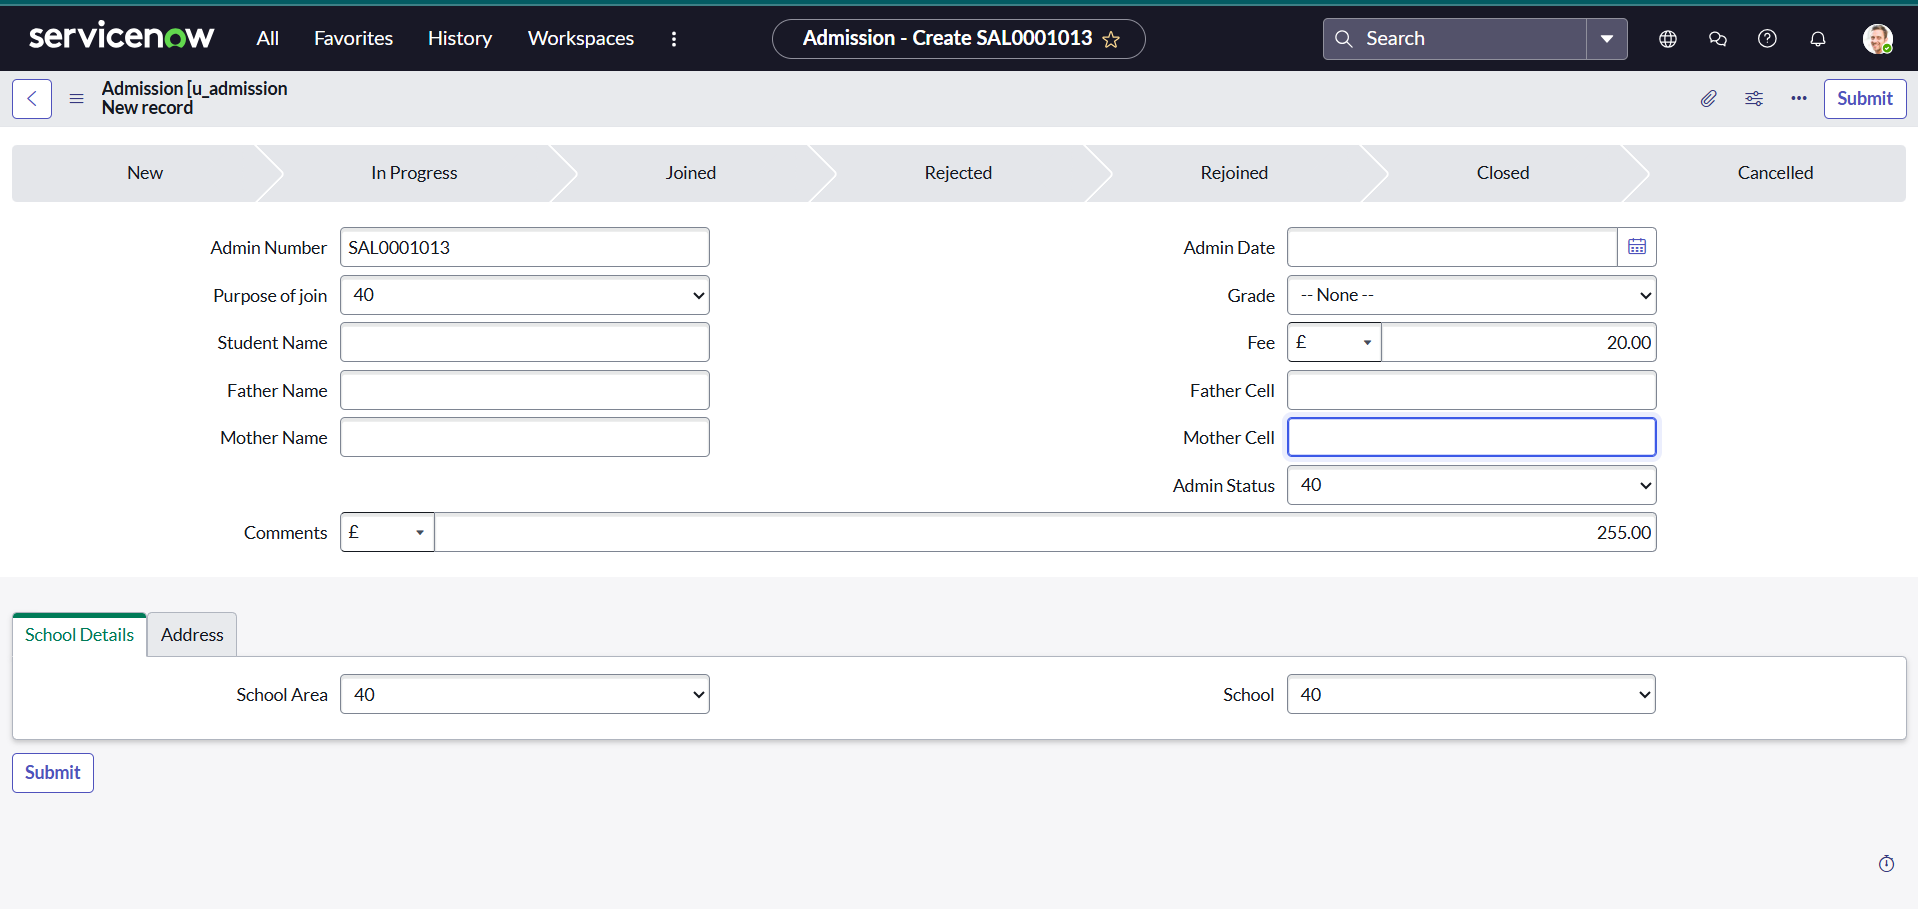 servicenow All Favorites History Workspaces Admission - Create SAL0001013 Search
Admission [u_admission
New record
Submit
New In Progress Joined Rejected Rejoined Closed Cancelled
Admin Number SAL0001013 Admin Date
Purpose of join 40 Grade -- None --
Student Name Fee £ 20.00
Father Name Father Cell
Mother Name Mother Cell
Admin Status 40
Comments £ 255.00
School Details Address
School Area 40 School 40
Submit